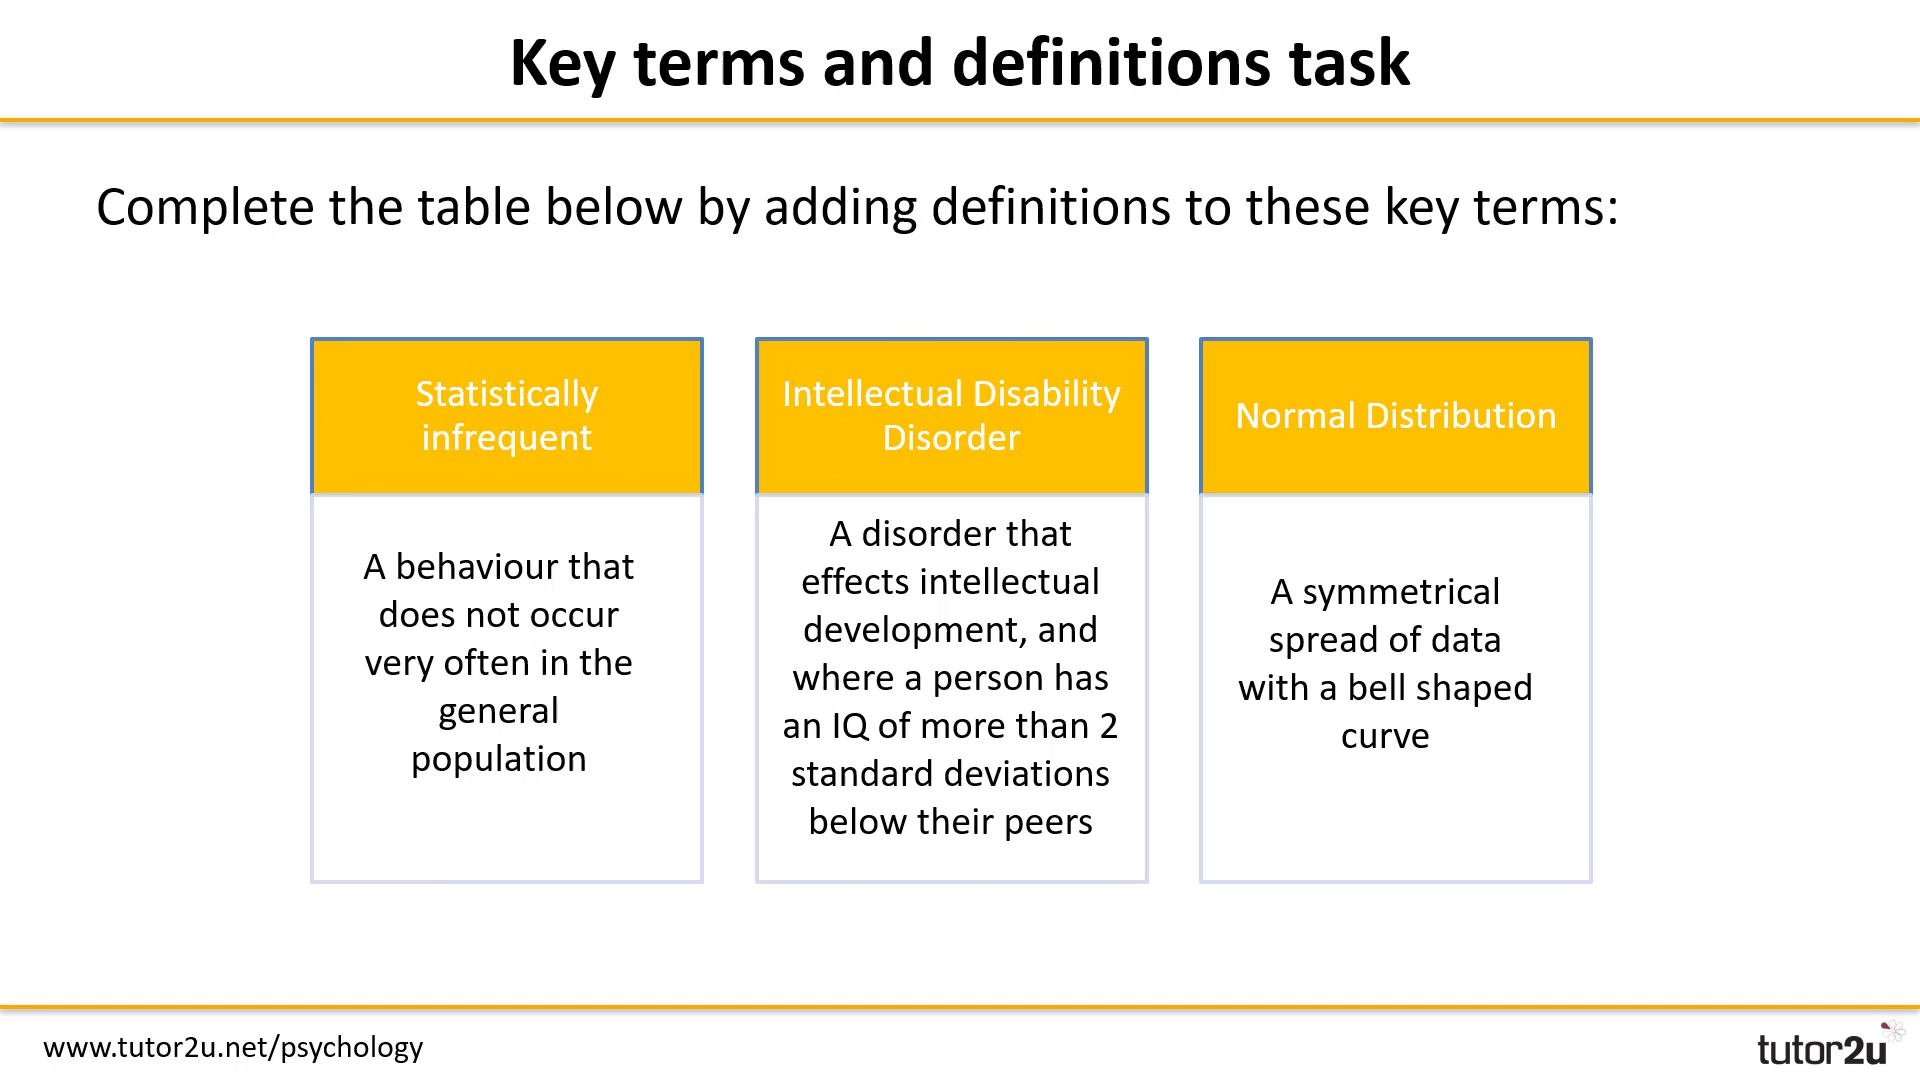 Key terms and definitions task
Complete the table below by adding definitions to these key terms:
Statistically
infrequent
A behaviour that
does not occur
very often in the
general
population
Intellectual Disability
Disorder
A disorder that
effects intellectual
development, and
where a person has
an IQ of more than 2
standard deviations
below their peers
Normal Distribution
A symmetrical
spread of data
with a bell shaped
curve
www.tutor2u.net/psychology
tutor2u